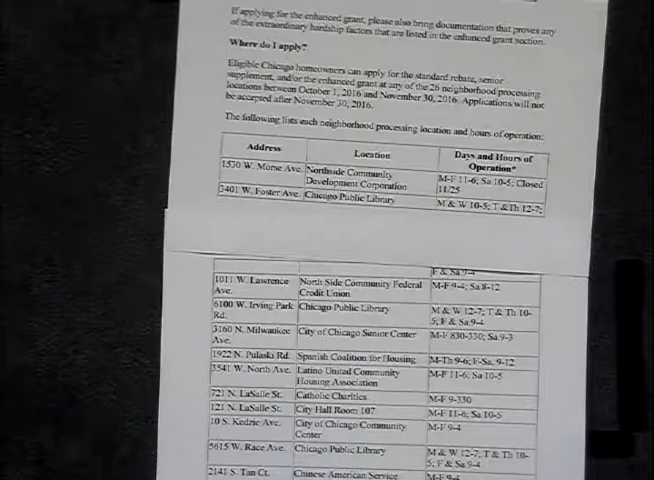 If applying for the enhanced grant, please also bring documentation that proves any
of the extraordinary hardship factors that are listed in the enhanced grant section.
Where do I apply?
Eligible Chicago homeowners can apply for the standard rebate, senior
supplement, and/or the enhanced grant at any of the 26 neighborhood processing
locations between October 1, 2016 and November 30, 2016. Applications will not
be accepted after November 30, 2016.
The following lists each neighborhood processing location and hours of operation:
Address Location Days and Hours of
Operation*
1530 W. Morse Ave. Northside Community M-F 11-6; Sa 10-5; Closed
Development Corporation 11/25
3401 W. Foster Ave. Chicago Public Library M & W 10-5; T & Th 12-7;
F & Sa 9-4
1011 W. Lawrence North Side Community Federal M-F 9-4; Sa 8-12
Ave. Credit Union
6100 W. Irving Park Chicago Public Library M & W 12-7; T & Th 10-
Rd. 5; F & Sa 9-4
3160 N. Milwaukee City of Chicago Senior Center M-F 830-330; Sa 9-3
Ave.
1922 N. Pulaski Rd. Spanish Coalition for Housing M-Th 9-6; F-Sa, 9-12
3541 W. North Ave. Latino United Community M-F 11-6; Sa 10-5
Housing Association
721 N. LaSalle St. Catholic Charities M-F 9-330
121 N. LaSalle St. City Hall Room 107 M-F 11-6; Sa 10-5
10 S. Kedzie Ave. City of Chicago Community M-F 9-4
Center
5615 W. Race Ave. Chicago Public Library M & W 12-7; T & Th 10-
5; F & Sa 9-4
2141 S. Tan Ct. Chinese American Service M-F 9-4